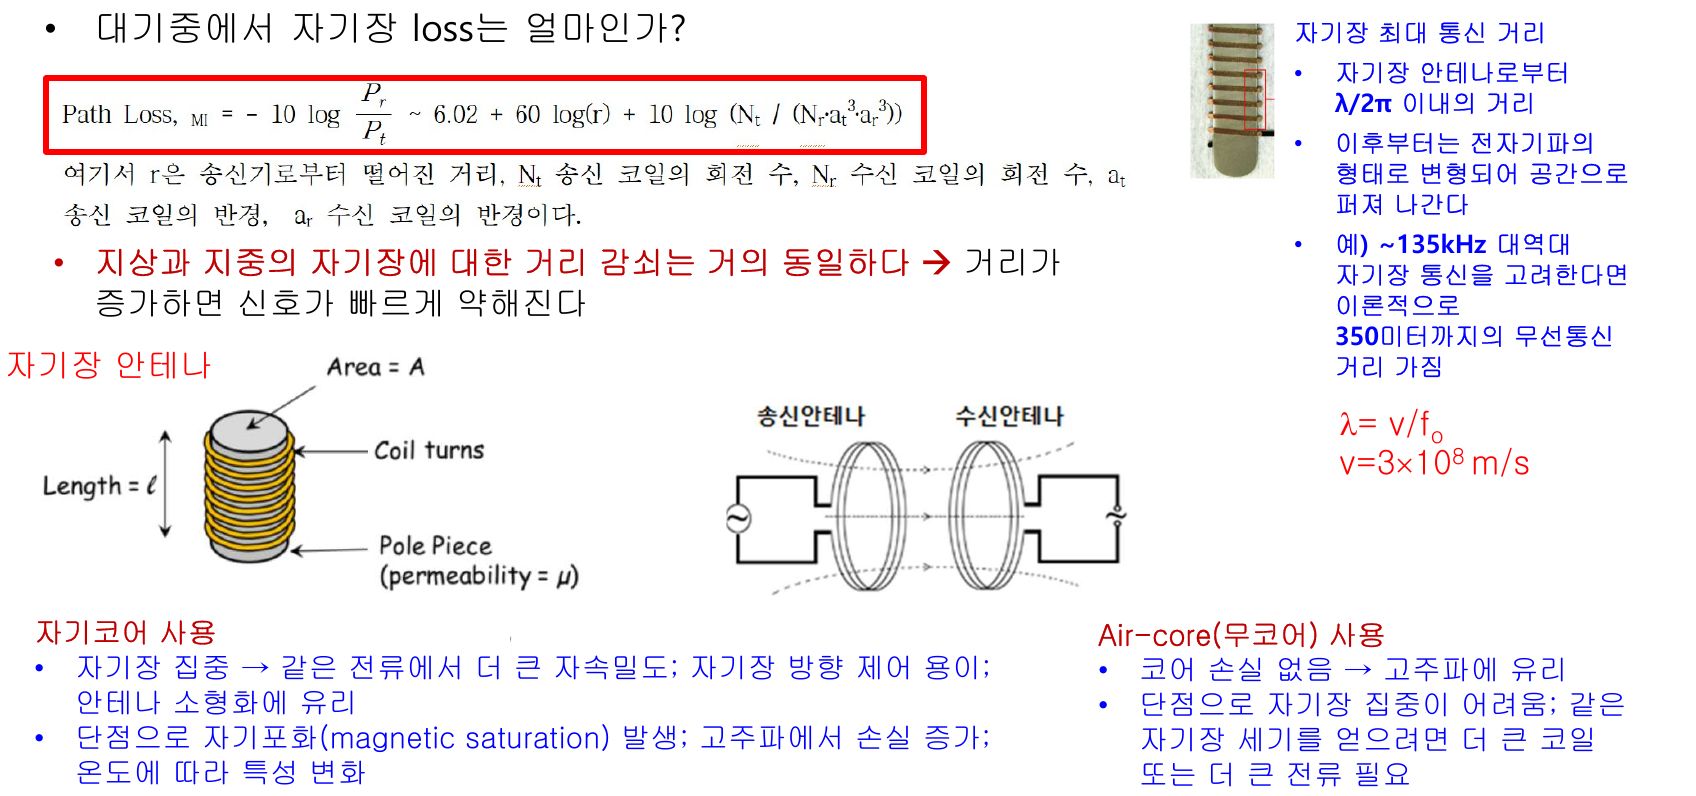 • 대기중에서 자기장 loss는 얼마인가?
Path Loss, MI = - 10 log Pr/Pt ~ 6.02 + 60 log(r) + 10 log (Nt / (Nr·at³·ar³))
여기서 r은 송신기로부터 떨어진 거리, Nt 송신 코일의 회전 수, Nr 수신 코일의 회전 수, at
송신 코일의 반경, ar 수신 코일의 반경이다.
• 지상과 지중의 자기장에 대한 거리 감쇠는 거의 동일하다 → 거리가
증가하면 신호가 빠르게 약해진다
자기장 최대 통신 거리
• 자기장 안테나로부터
λ/2π 이내의 거리
• 이후부터는 전자기파의
형태로 변형되어 공간으로
퍼져 나간다
• 예) ~135kHz 대역대
자기장 통신을 고려한다면
이론적으로
350미터까지의 무선통신
거리 가짐
λ= v/fo
v=3×10⁸ m/s
자기장 안테나
Area = A
Coil turns
Length = ℓ
Pole Piece
(permeability = μ)
송신안테나
수신안테나
자기코어 사용
• 자기장 집중 → 같은 전류에서 더 큰 자속밀도; 자기장 방향 제어 용이;
안테나 소형화에 유리
• 단점으로 자기포화(magnetic saturation) 발생; 고주파에서 손실 증가;
온도에 따라 특성 변화
Air-core(무코어) 사용
• 코어 손실 없음 → 고주파에 유리
• 단점으로 자기장 집중이 어려움; 같은
자기장 세기를 얻으려면 더 큰 코일
또는 더 큰 전류 필요